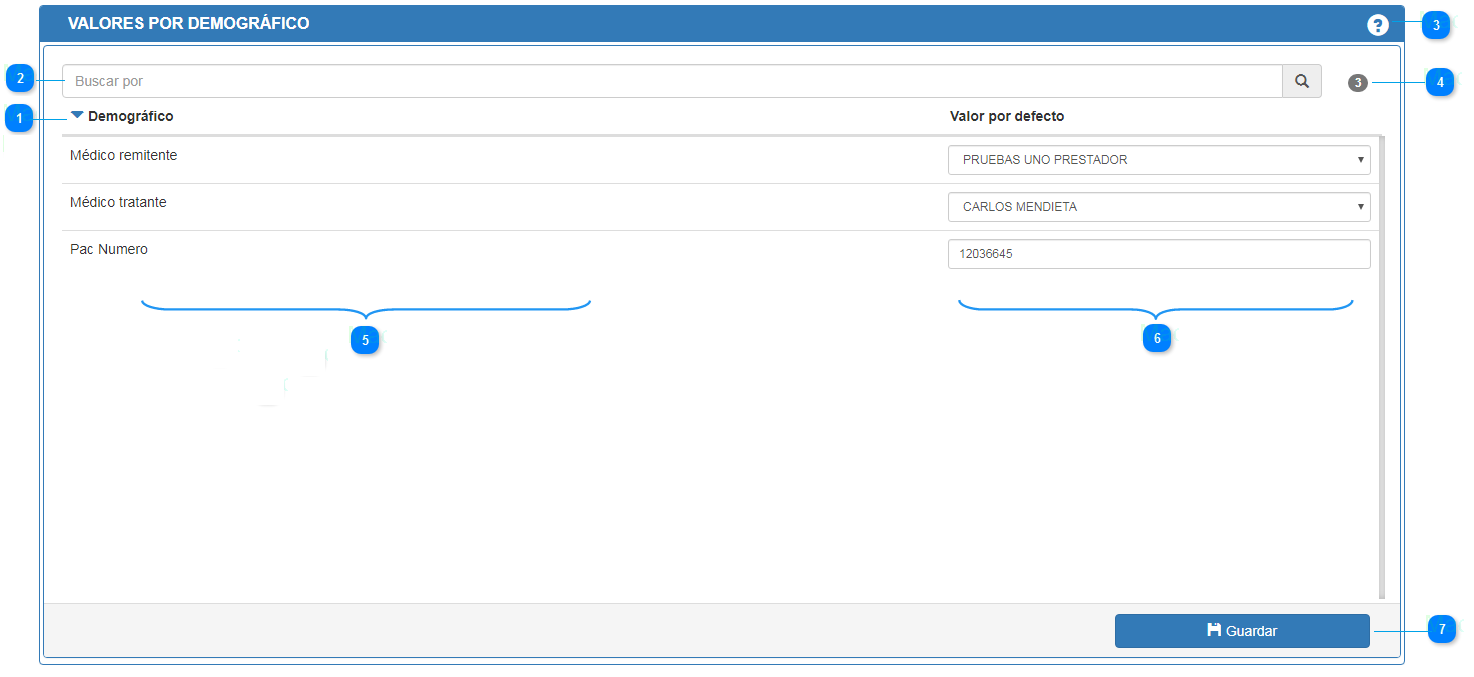 VALORES POR DEMOGRÁFICO ? 3
2 Buscar por 3 4
1 Demográfico Valor por defecto
Médico remitente PRUEBAS UNO PRESTADOR
Médico tratante CARLOS MENDIETA
Pac Numero 12036645
5 6
Guardar 7